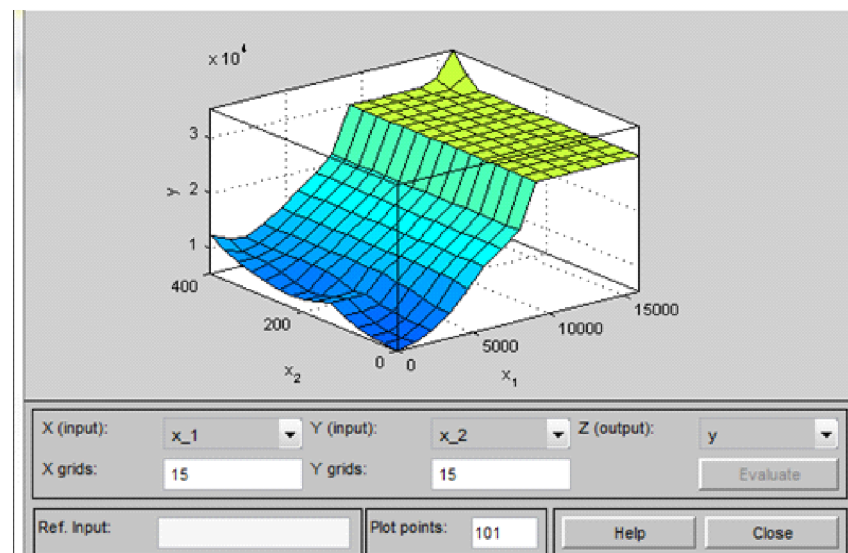 x 10⁴
3
2
1
y
400
200
0
x₂
0
5000
10000
15000
x₁
X (input):
x_1
Y (input):
x_2
Z (output):
y
X grids:
15
Y grids:
15
Evaluate
Ref. Input:
Plot points:
101
Help
Close